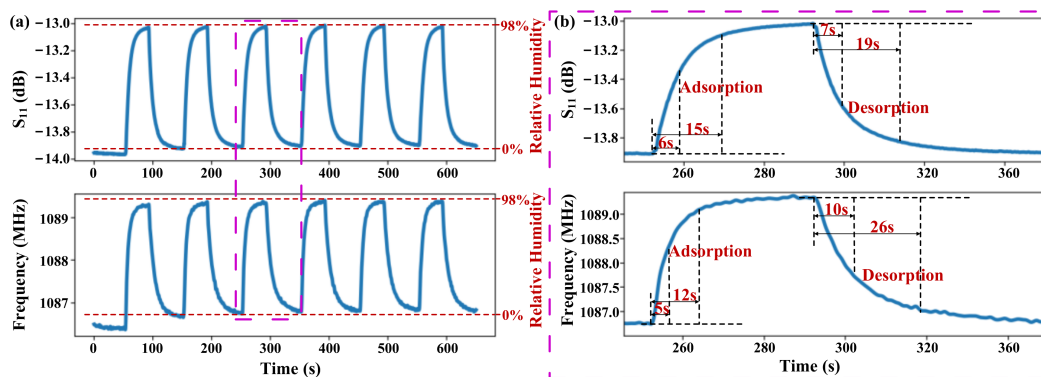 (a)
S11 (dB)
−13.0
−13.2
−13.4
−13.6
−13.8
−14.0
0 100 200 300 400 500 600
98%
0%
Relative Humidity
Frequency (MHz)
1089
1088
1087
0 100 200 300 400 500 600
Time (s)
98%
0%
Relative Humidity
(b)
S11 (dB)
−13.0
−13.2
−13.4
−13.6
−13.8
260 280 300 320 340 360
7s
19s
Adsorption
Desorption
15s
6s
Frequency (MHz)
1089.0
1088.5
1088.0
1087.5
1087.0
260 280 300 320 340 360
10s
26s
Adsorption
Desorption
12s
5s
Time (s)